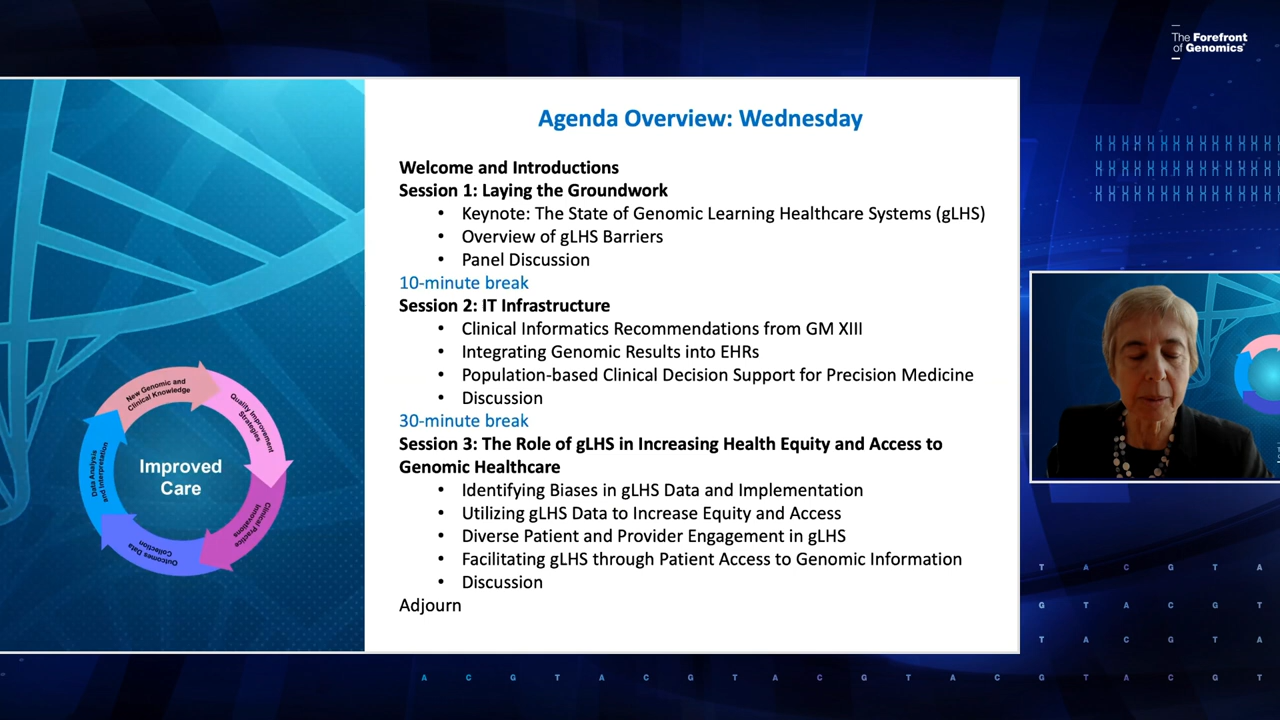 The Forefront
of Genomics®
Agenda Overview: Wednesday
Welcome and Introductions
Session 1: Laying the Groundwork
• Keynote: The State of Genomic Learning Healthcare Systems (gLHS)
• Overview of gLHS Barriers
• Panel Discussion
10-minute break
Session 2: IT Infrastructure
• Clinical Informatics Recommendations from GM XIII
• Integrating Genomic Results into EHRs
• Population-based Clinical Decision Support for Precision Medicine
• Discussion
30-minute break
Session 3: The Role of gLHS in Increasing Health Equity and Access to
Genomic Healthcare
• Identifying Biases in gLHS Data and Implementation
• Utilizing gLHS Data to Increase Equity and Access
• Diverse Patient and Provider Engagement in gLHS
• Facilitating gLHS through Patient Access to Genomic Information
• Discussion
Adjourn
New Genomic and
Clinical Knowledge
Quality Improvement
Strategies
Clinical Practice
Innovations
Outcomes Data
Collection
Data Analysis
and Interpretation
Improved
Care
T A C G T A
G T A C G T
T A C G T A
A C G T A C G T A C G T A C G T A C G T